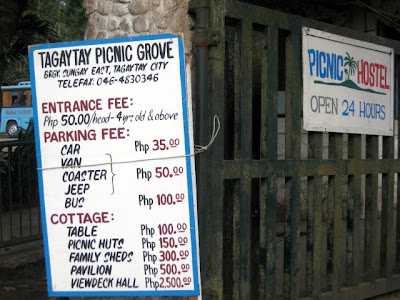 TAGAYTAY PICNIC GROVE
BRGY. SUNGAY EAST, TAGAYTAY CITY
TELEFAX: 046-4830346
ENTRANCE FEE:
Php 50.00/head - 4yrs. old & above
PARKING FEE:
CAR Php 35.00
VAN
COASTER Php 50.00
JEEP
BUS Php 100.00
COTTAGE:
TABLE Php 100.00
PICNIC HUTS Php 150.00
FAMILY SHEDS Php 300.00
PAVILION Php 500.00
VIEWDECK HALL Php 2,500.00
PICNIC HOSTEL
OPEN 24 HOURS